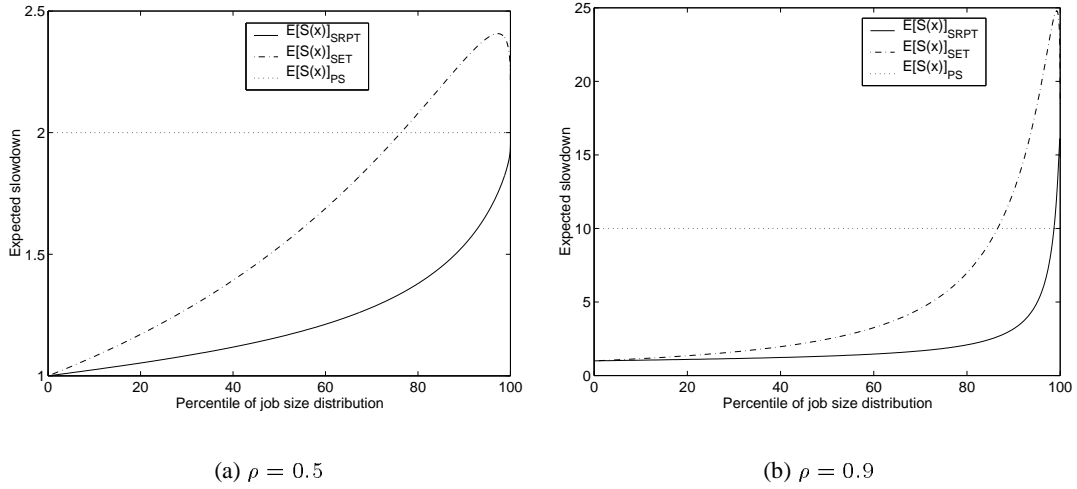 2.5
2
1.5
1
0
20
40
60
80
100
Expected slowdown
Percentile of job size distribution
E[S(x)]SRPT
E[S(x)]SET
E[S(x)]PS
(a) ρ = 0.5
25
20
15
10
5
0
0
20
40
60
80
100
Expected slowdown
Percentile of job size distribution
E[S(x)]SRPT
E[S(x)]SET
E[S(x)]PS
(b) ρ = 0.9